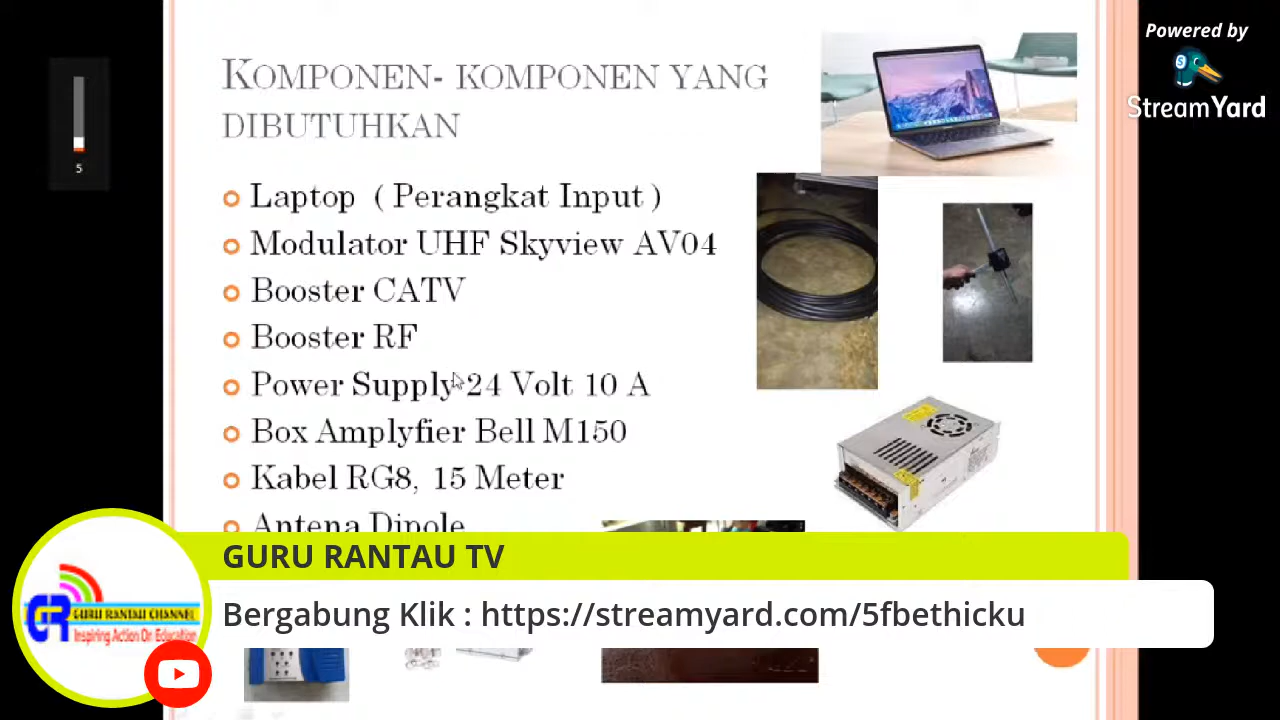 Powered by
StreamYard
5
KOMPONEN- KOMPONEN YANG
DIBUTUHKAN
Laptop ( Perangkat Input )
Modulator UHF Skyview AV04
Booster CATV
Booster RF
Power Supply 24 Volt 10 A
Box Amplyfier Bell M150
Kabel RG8, 15 Meter
Antena Dipole
GURU RANTAU TV
Bergabung Klik : https://streamyard.com/5fbethicku
GR GURU RANTAU CHANNEL
Inspiring Action On Education